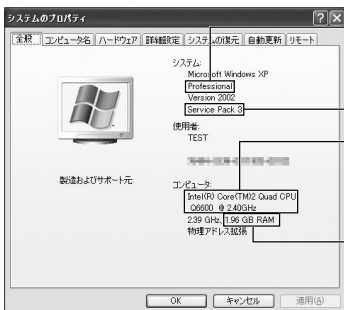 システムのプロパティ
全般 コンピュータ名 ハードウェア 詳細設定 システムの復元 自動更新 リモート
システム:
Microsoft Windows XP
Professional
Version 2002
Service Pack 3
使用者:
TEST
製造およびサポート元:
コンピュータ:
Intel(R) Core(TM)2 Quad CPU
Q6600 @ 2.40GHz
2.39 GHz, 1.96 GB RAM
物理アドレス拡張
OK キャンセル 適用(A)